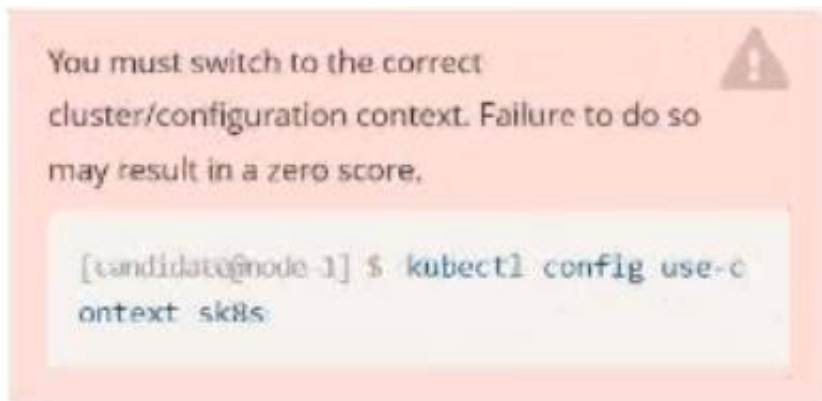 You must switch to the correct
cluster/configuration context. Failure to do so
may result in a zero score.
[candidate@node-1] $ kubectl config use-c
ontext sk8s